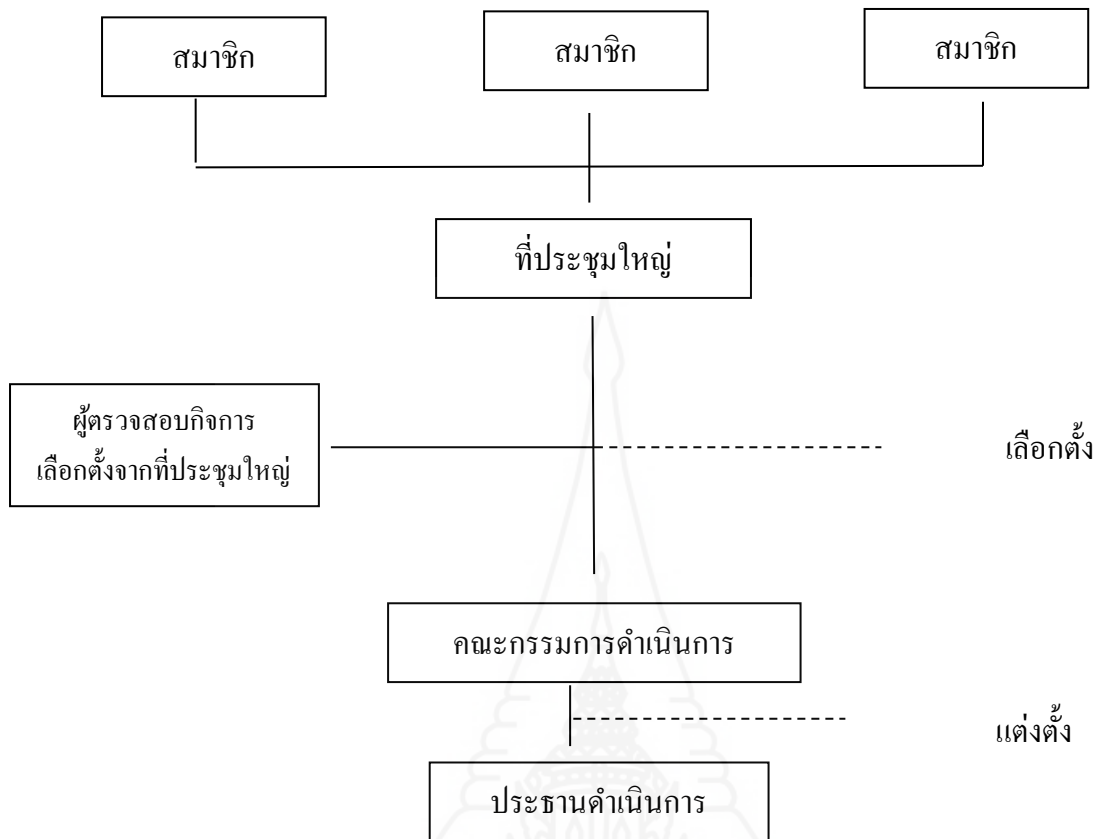 สมาชิก
สมาชิก
สมาชิก
ที่ประชุมใหญ่
ผู้ตรวจสอบกิจการ
เลือกตั้งจากที่ประชุมใหญ่
เลือกตั้ง
คณะกรรมการดำเนินการ
แต่งตั้ง
ประธานดำเนินการ